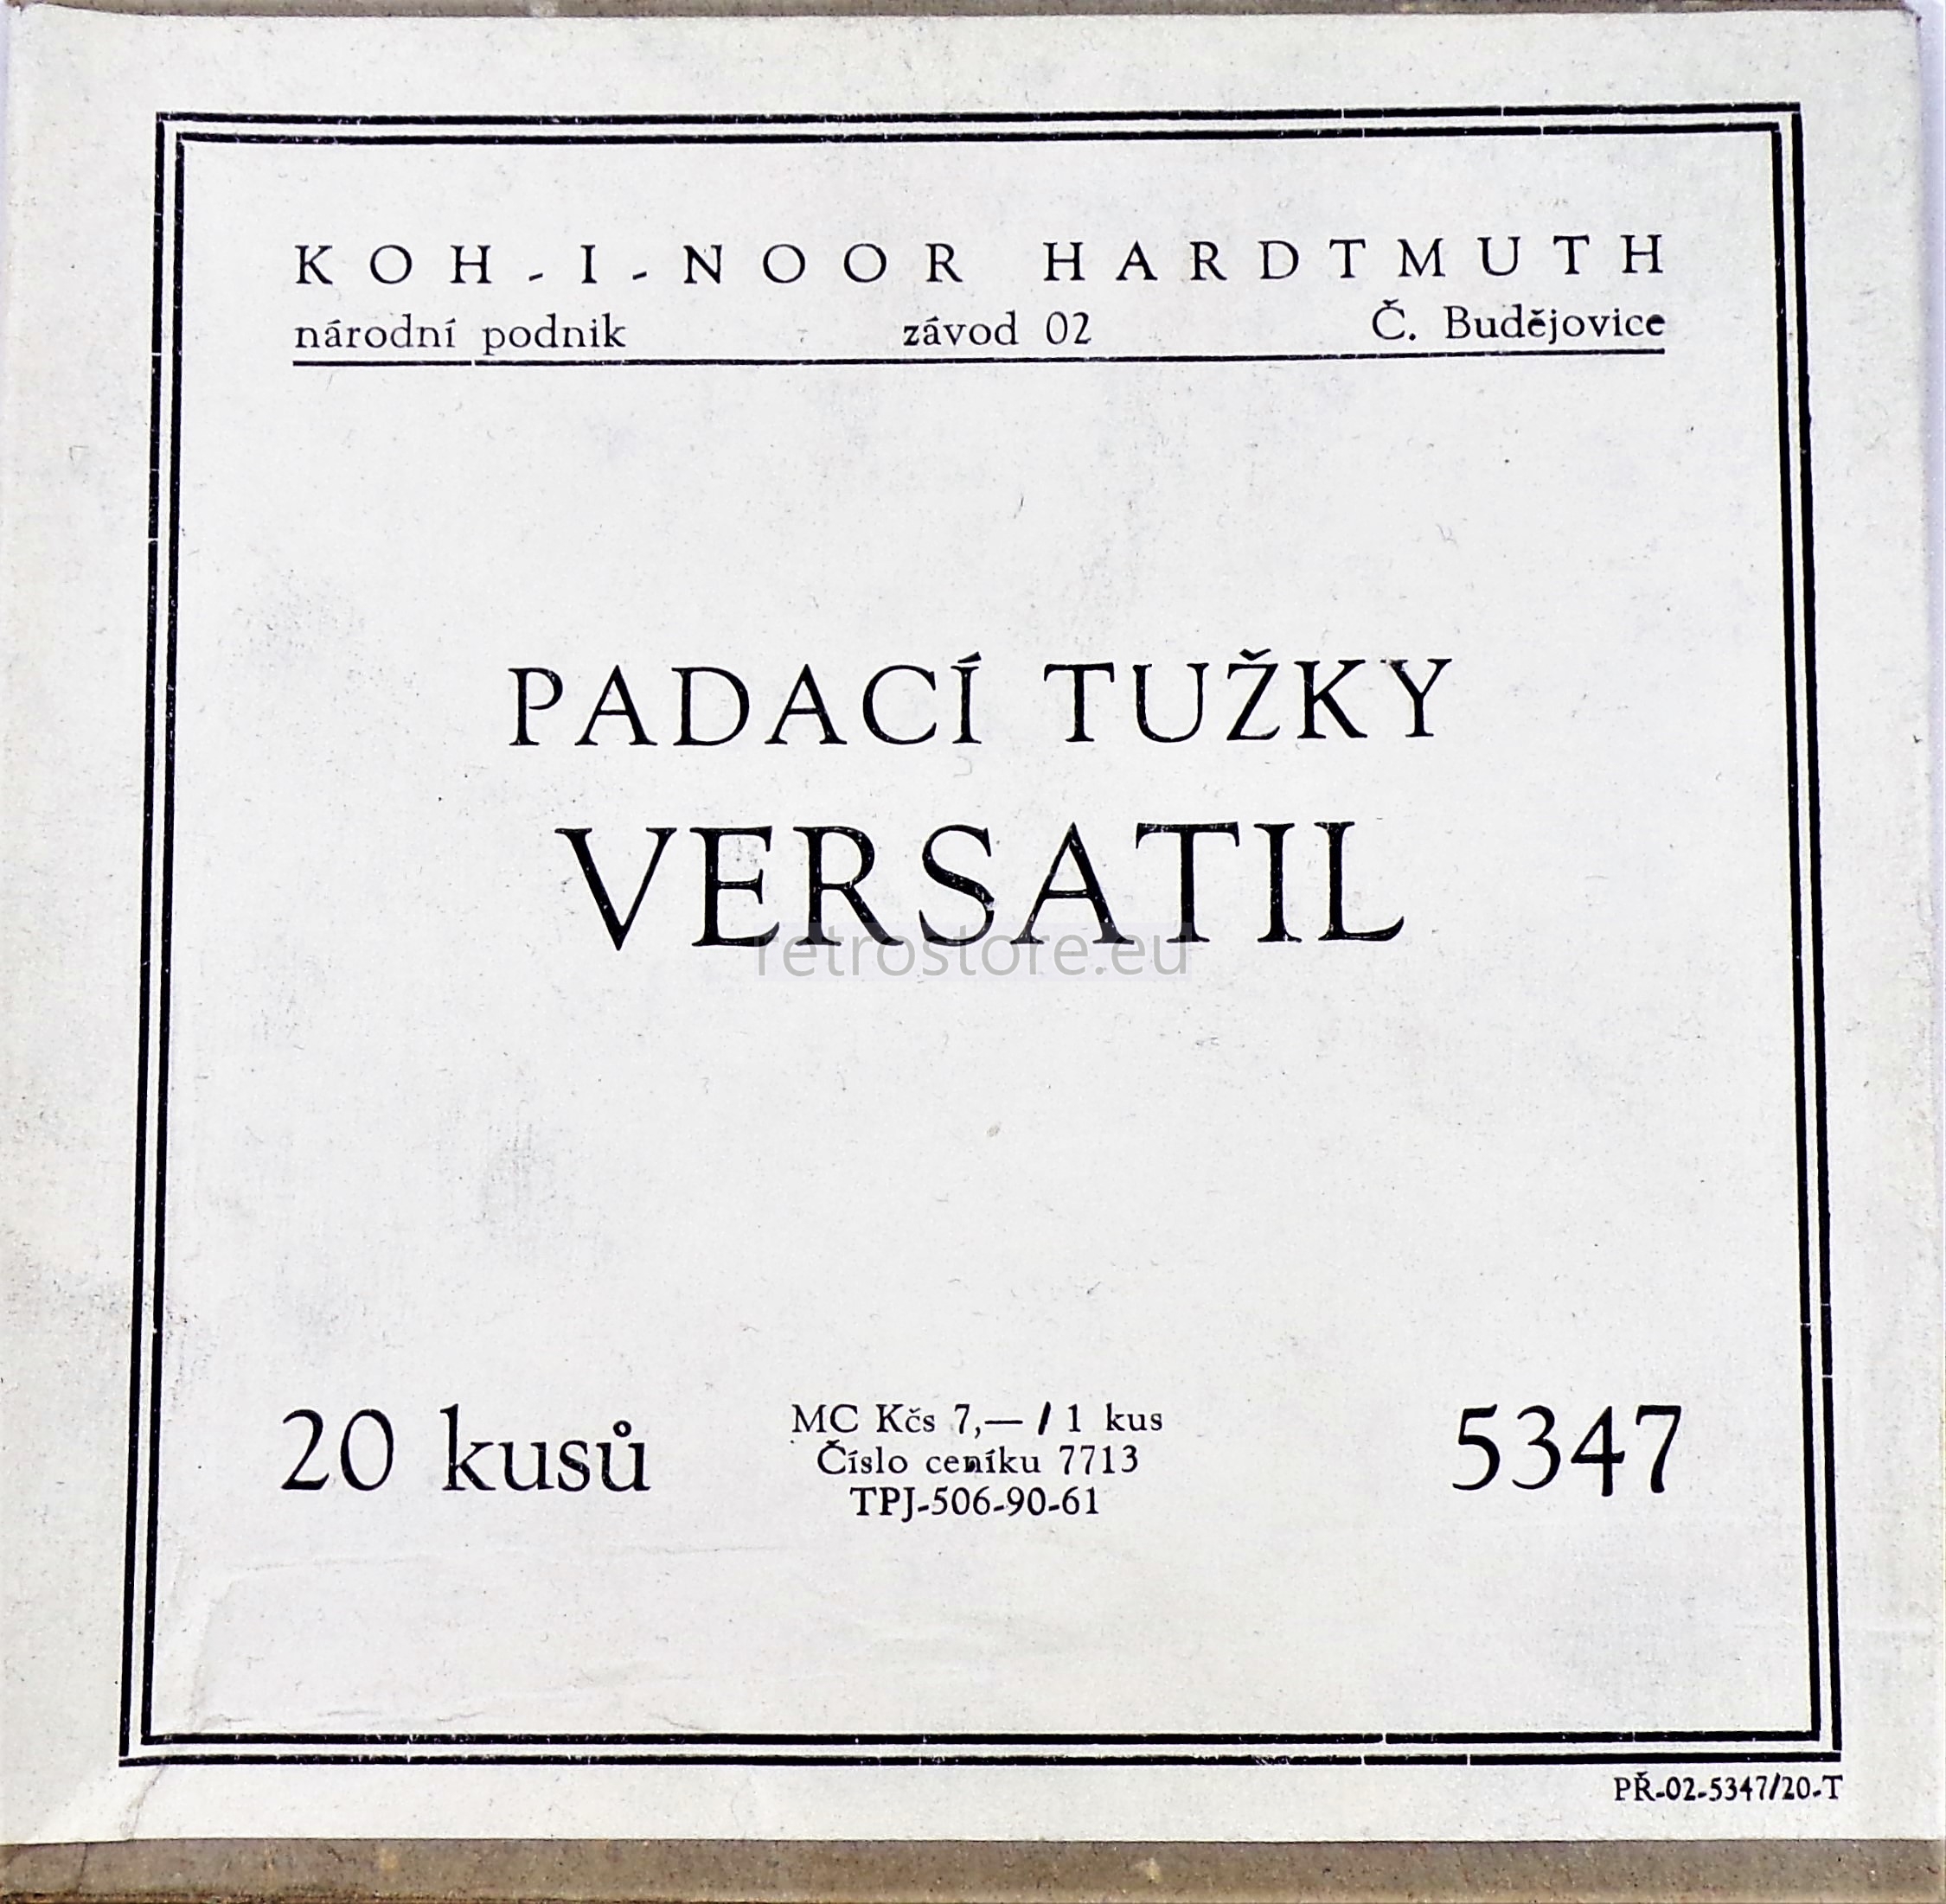 KOH-I-NOOR HARDTMUTH
národní podnik závod 02 Č. Budějovice
PADACÍ TUŽKY
VERSATIL
retrostore.eu
20 kusů
MC Kčs 7,— / 1 kus
Číslo ceníku 7713
TPJ-506-90-61
5347
PŘ-02-5347/20-T